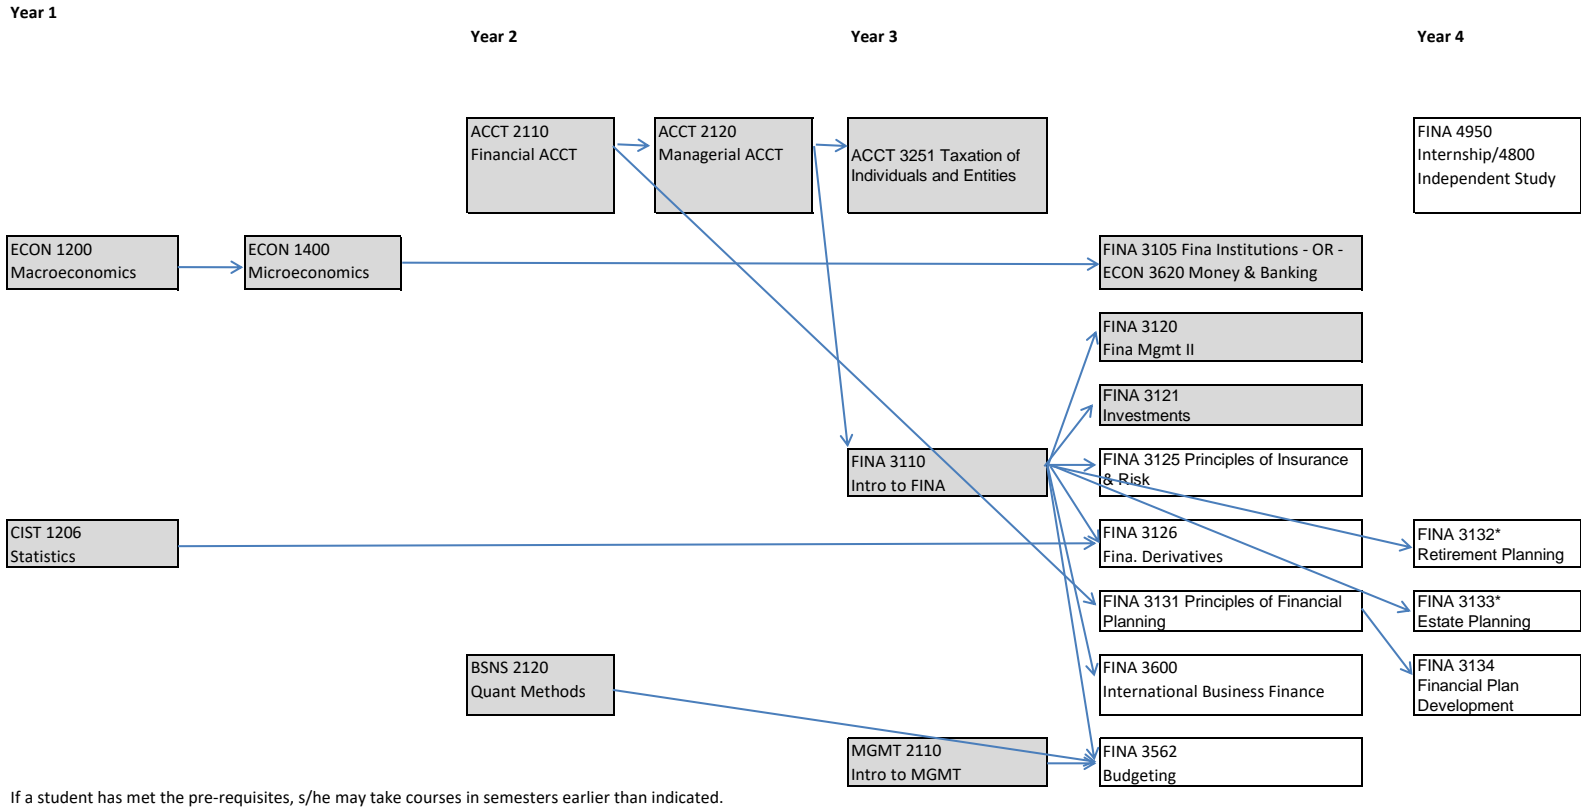 Year 1
Year 2
Year 3
Year 4
ACCT 2110
Financial ACCT
ACCT 2120
Managerial ACCT
ACCT 3251 Taxation of
Individuals and Entities
FINA 4950
Internship/4800
Independent Study
ECON 1200
Macroeconomics
ECON 1400
Microeconomics
FINA 3105 Fina Institutions - OR -
ECON 3620 Money & Banking
FINA 3120
Fina Mgmt II
FINA 3121
Investments
FINA 3110
Intro to FINA
FINA 3125 Principles of Insurance
& Risk
CIST 1206
Statistics
FINA 3126
Fina. Derivatives
FINA 3132*
Retirement Planning
FINA 3131 Principles of Financial
Planning
FINA 3133*
Estate Planning
BSNS 2120
Quant Methods
FINA 3600
International Business Finance
FINA 3134
Financial Plan
Development
MGMT 2110
Intro to MGMT
FINA 3562
Budgeting
If a student has met the pre-requisites, s/he may take courses in semesters earlier than indicated.